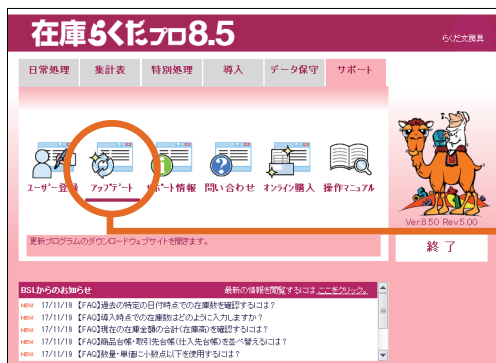 在庫らくだプロ8.5
らくだ文房具
日常処理 集計表 特別処理 導入 データ保守 サポート
ユーザー登録 アップデート サポート情報 問い合わせ オンライン購入 操作マニュアル
Ver8.50 Rev5.00
更新プログラムのダウンロードウェブサイトを開きます。
終了
BSLからのお知らせ 最新の情報を閲覧するには ここをクリック。
NEW 17/11/19 【FAQ】過去の特定の日付時点での在庫数を確認するには？
NEW 17/11/19 【FAQ】導入時点での在庫数はどのように入力しますか？
NEW 17/11/19 【FAQ】現在の在庫金額の合計(在庫高)を確認するには？
NEW 17/11/19 【FAQ】商品台帳・取引先台帳(仕入先台帳)を並べ替えるには？
NEW 17/11/19 【FAQ】数量・単価に小数点以下を使用するには？